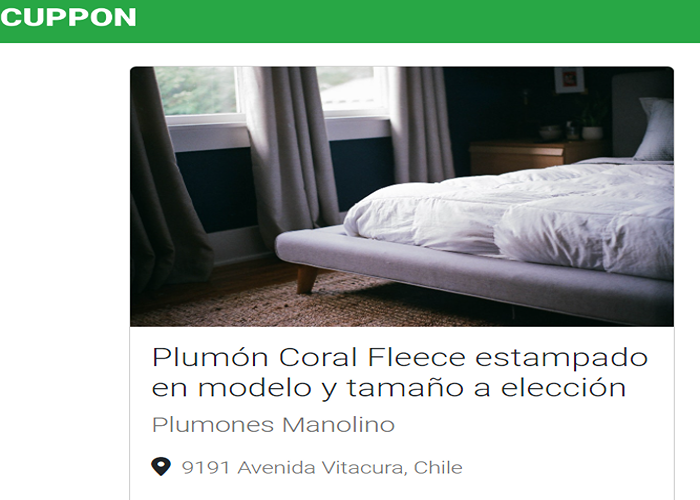 CUPPON
Plumón Coral Fleece estampado
en modelo y tamaño a elección
Plumones Manolino
9191 Avenida Vitacura, Chile